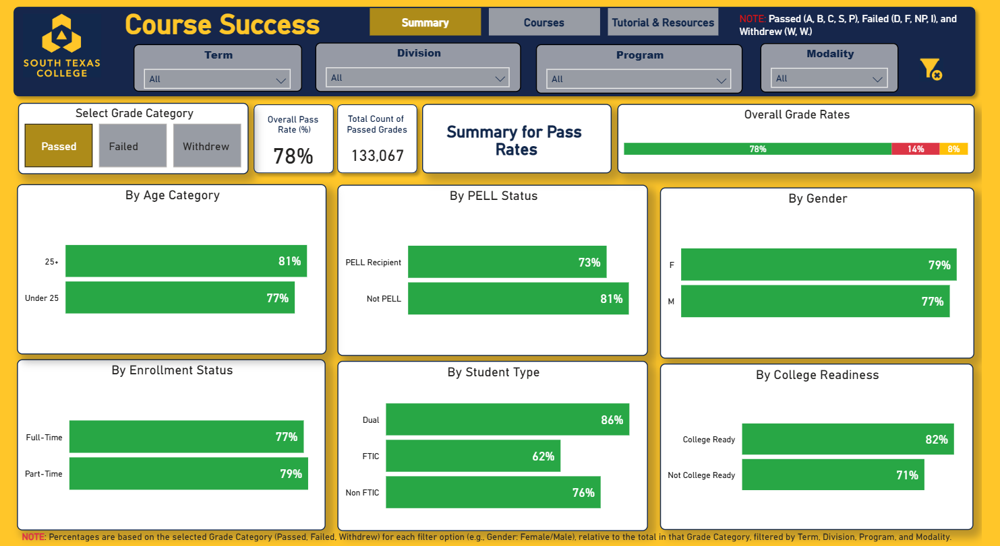 SOUTH TEXAS
COLLEGE
Course Success
Summary
Courses
Tutorial & Resources
NOTE: Passed (A, B, C, S, P), Failed (D, F, NP, I), and
Withdrew (W, W.)
Term
All
Division
All
Program
All
Modality
All
Select Grade Category
Passed
Failed
Withdrew
Overall Pass
Rate (%)
78%
Total Count of
Passed Grades
133,067
Summary for Pass
Rates
Overall Grade Rates
78%
14%
8%
By Age Category
25+
81%
Under 25
77%
By PELL Status
PELL Recipient
73%
Not PELL
81%
By Gender
F
79%
M
77%
By Enrollment Status
Full-Time
77%
Part-Time
79%
By Student Type
Dual
86%
FTIC
62%
Non FTIC
76%
By College Readiness
College Ready
82%
Not College Ready
71%
NOTE: Percentages are based on the selected Grade Category (Passed, Failed, Withdrew) for each filter option (e.g., Gender: Female/Male), relative to the total in that Grade Category, filtered by Term, Division, Program, and Modality.